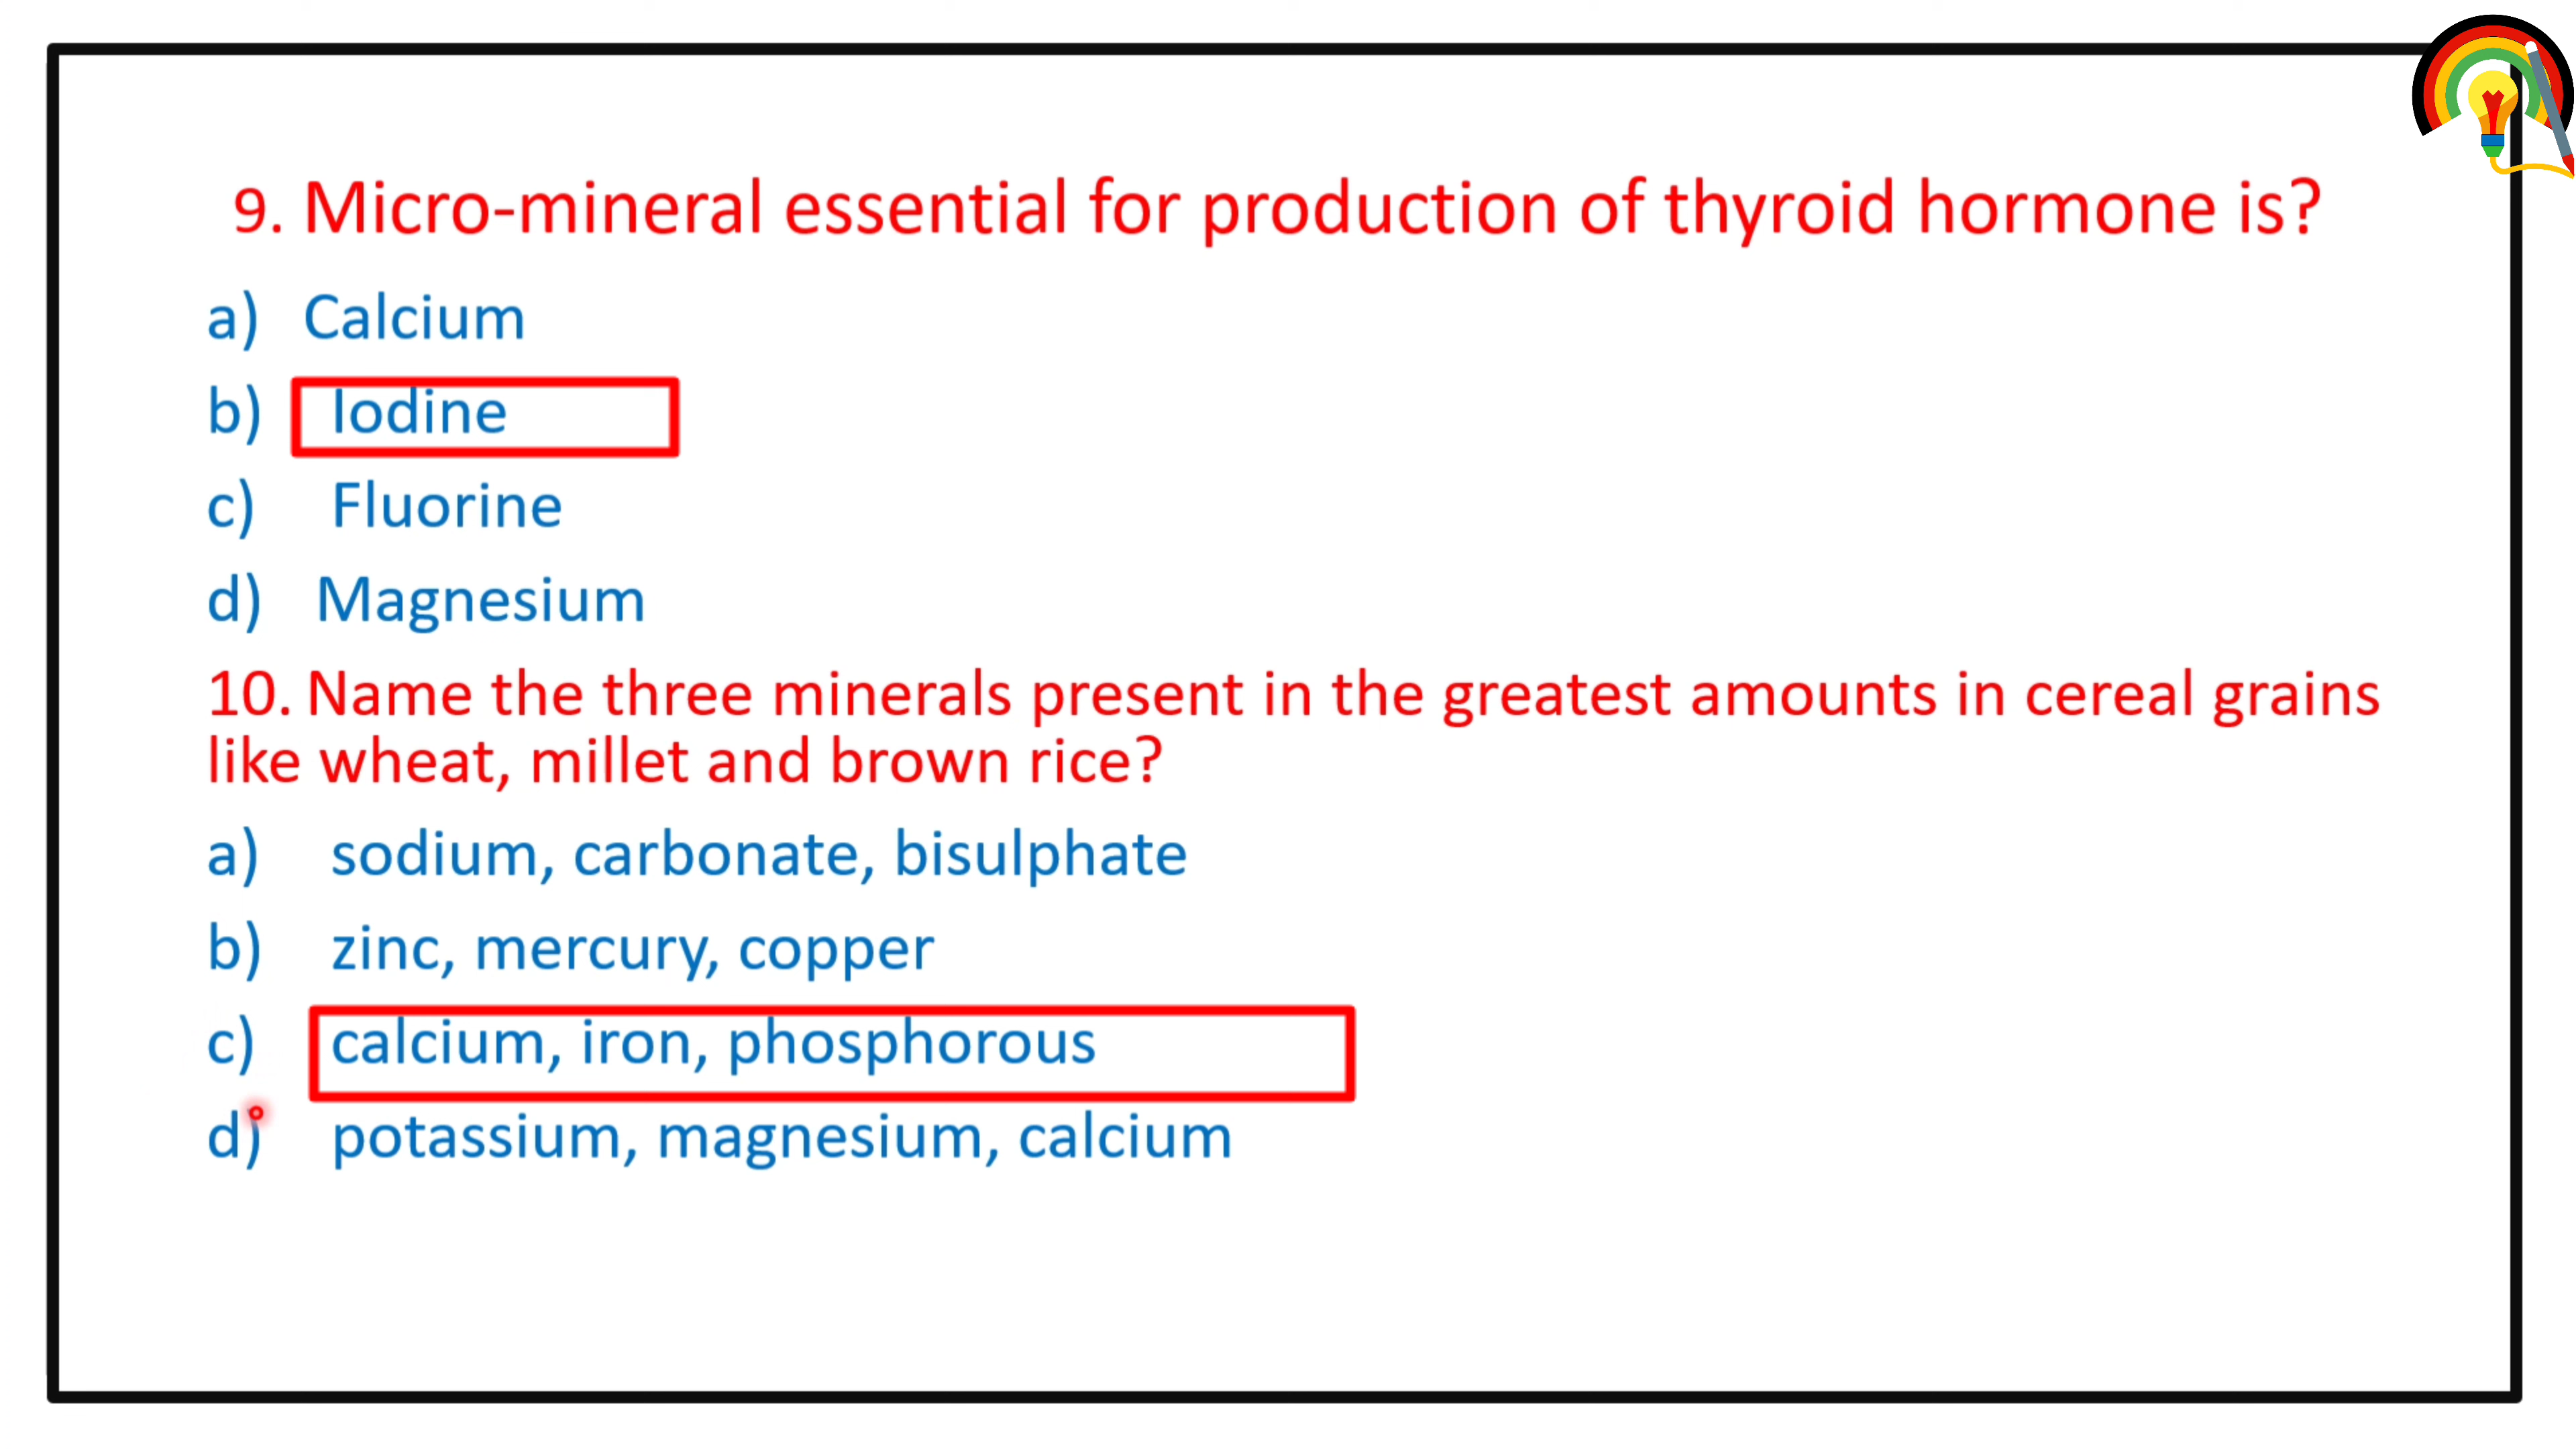 9. Micro-mineral essential for production of thyroid hormone is?
a) Calcium
b) Iodine
c) Fluorine
d) Magnesium
10. Name the three minerals present in the greatest amounts in cereal grains
like wheat, millet and brown rice?
a) sodium, carbonate, bisulphate
b) zinc, mercury, copper
c) calcium, iron, phosphorous
d) potassium, magnesium, calcium